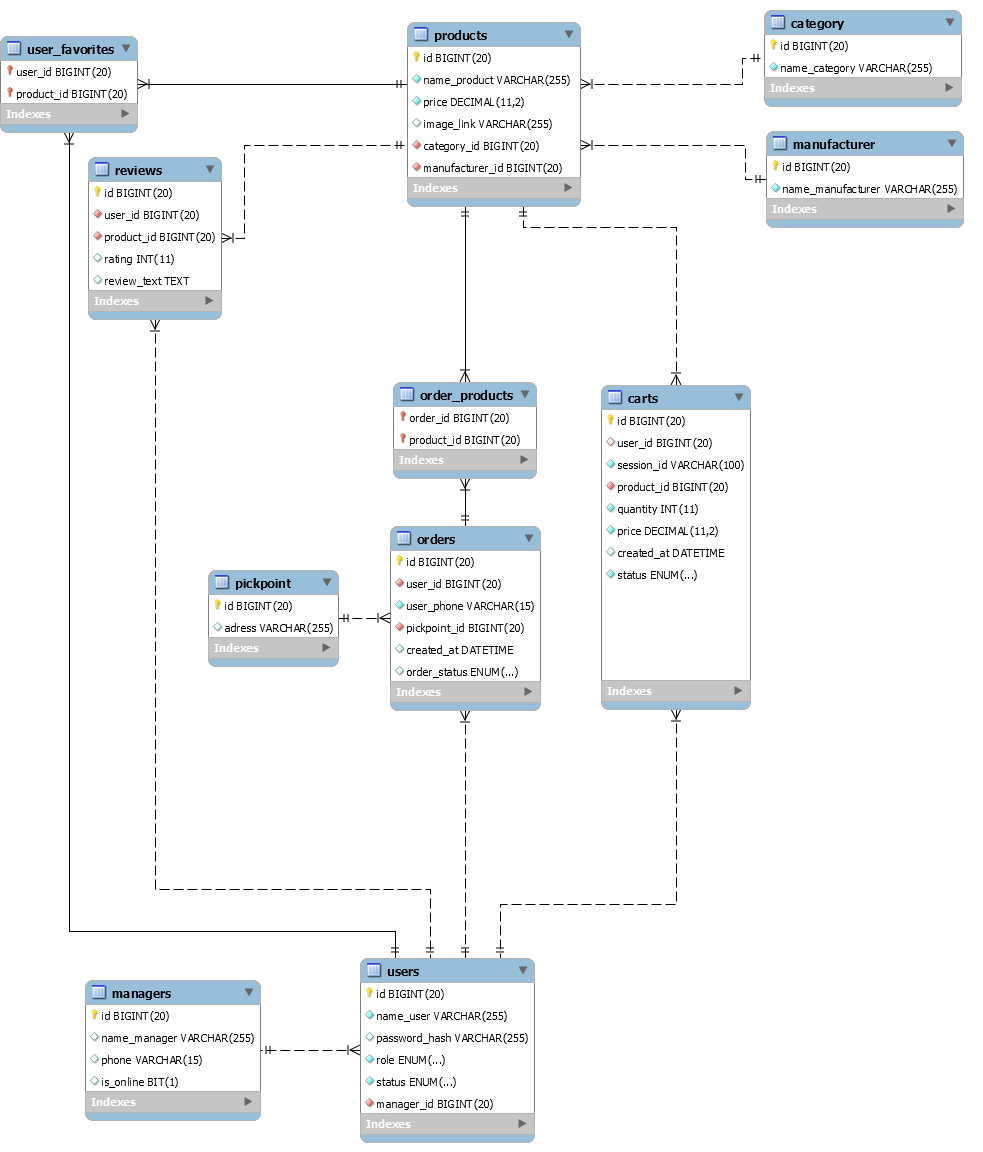 user_favorites
user_id BIGINT(20)
product_id BIGINT(20)
Indexes
products
id BIGINT(20)
name_product VARCHAR(255)
price DECIMAL(11,2)
image_link VARCHAR(255)
category_id BIGINT(20)
manufacturer_id BIGINT(20)
Indexes
category
id BIGINT(20)
name_category VARCHAR(255)
Indexes
manufacturer
id BIGINT(20)
name_manufacturer VARCHAR(255)
Indexes
reviews
id BIGINT(20)
user_id BIGINT(20)
product_id BIGINT(20)
rating INT(11)
review_text TEXT
Indexes
order_products
order_id BIGINT(20)
product_id BIGINT(20)
Indexes
carts
id BIGINT(20)
user_id BIGINT(20)
session_id VARCHAR(100)
product_id BIGINT(20)
quantity INT(11)
price DECIMAL(11,2)
created_at DATETIME
status ENUM(...)
Indexes
orders
id BIGINT(20)
user_id BIGINT(20)
user_phone VARCHAR(15)
pickpoint_id BIGINT(20)
created_at DATETIME
order_status ENUM(...)
Indexes
pickpoint
id BIGINT(20)
adress VARCHAR(255)
Indexes
users
id BIGINT(20)
name_user VARCHAR(255)
password_hash VARCHAR(255)
role ENUM(...)
status ENUM(...)
manager_id BIGINT(20)
Indexes
managers
id BIGINT(20)
name_manager VARCHAR(255)
phone VARCHAR(15)
is_online BIT(1)
Indexes